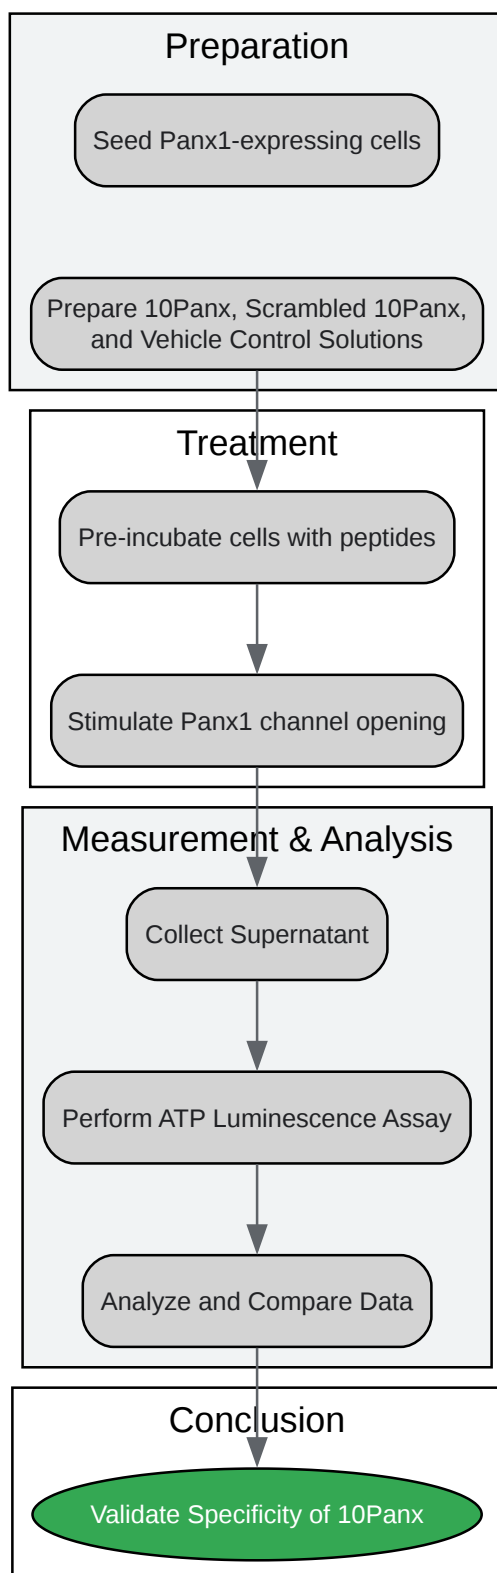 Preparation
Seed Panx1-expressing cells
Prepare 10Panx, Scrambled 10Panx,
and Vehicle Control Solutions
Treatment
Pre-incubate cells with peptides
Stimulate Panx1 channel opening
Measurement & Analysis
Collect Supernatant
Perform ATP Luminescence Assay
Analyze and Compare Data
Conclusion
Validate Specificity of 10Panx